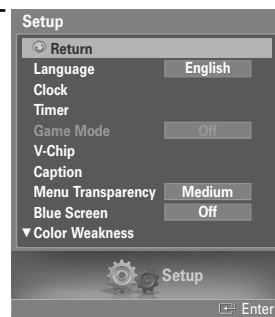 Setup
Return
Language English
Clock
Timer
Game Mode Off
V-Chip
Caption
Menu Transparency Medium
Blue Screen Off
▼ Color Weakness
Setup
Enter